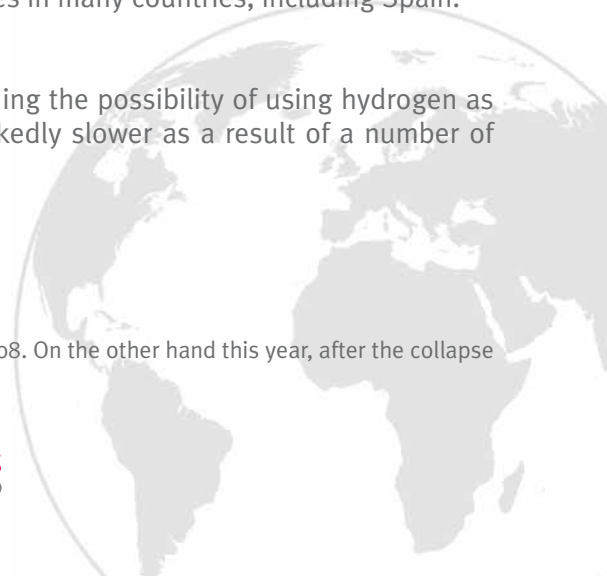 es in many countries, including Spain.
ing the possibility of using hydrogen as
kedly slower as a result of a number of
08. On the other hand this year, after the collapse